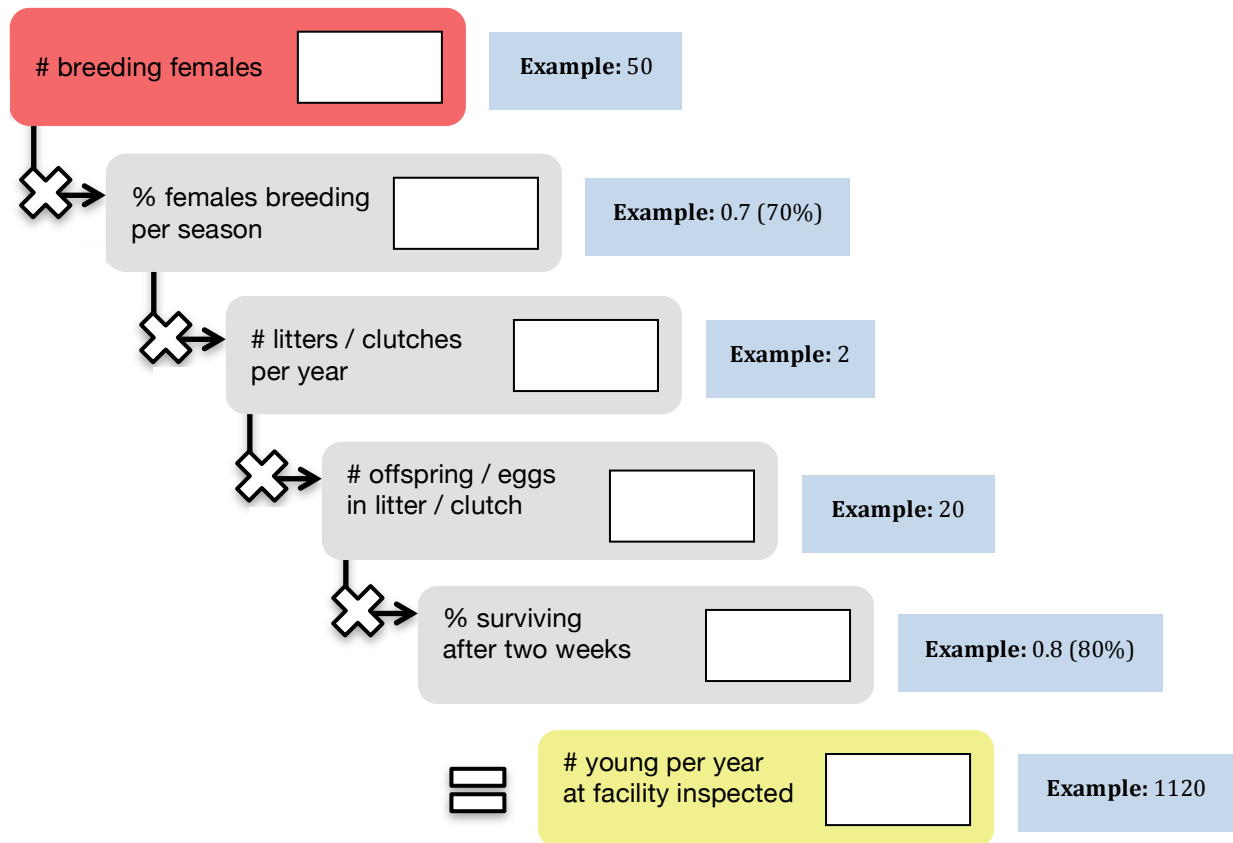 # breeding females
Example: 50
% females breeding
per season
Example: 0.7 (70%)
# litters / clutches
per year
Example: 2
# offspring / eggs
in litter / clutch
Example: 20
% surviving
after two weeks
Example: 0.8 (80%)
# young per year
at facility inspected
Example: 1120